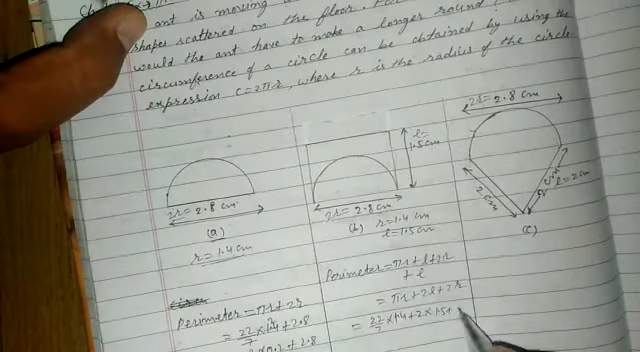 ant is moving
shapes scattered on the floor.
would the ant have to make a longer round?
circumference of a circle can be obtained by using the
expression c=2πr, where r is the radius of the circle
2r = 2.8 cm
(a)
r = 1.4 cm
Perimeter = πr + 2r
= 22/7 × 1.4 + 2.8
× 0.2 + 2.8
l = 1.5 cm
2r = 2.8 cm
(b) r = 1.4 cm
l = 1.5 cm
Perimeter = πr + l + 2r + l
= πr + 2l + 2r
= 22/7 × 1.4 + 2 × 1.5 +
2r = 2.8 cm
2 cm
l = 2 cm
(c)